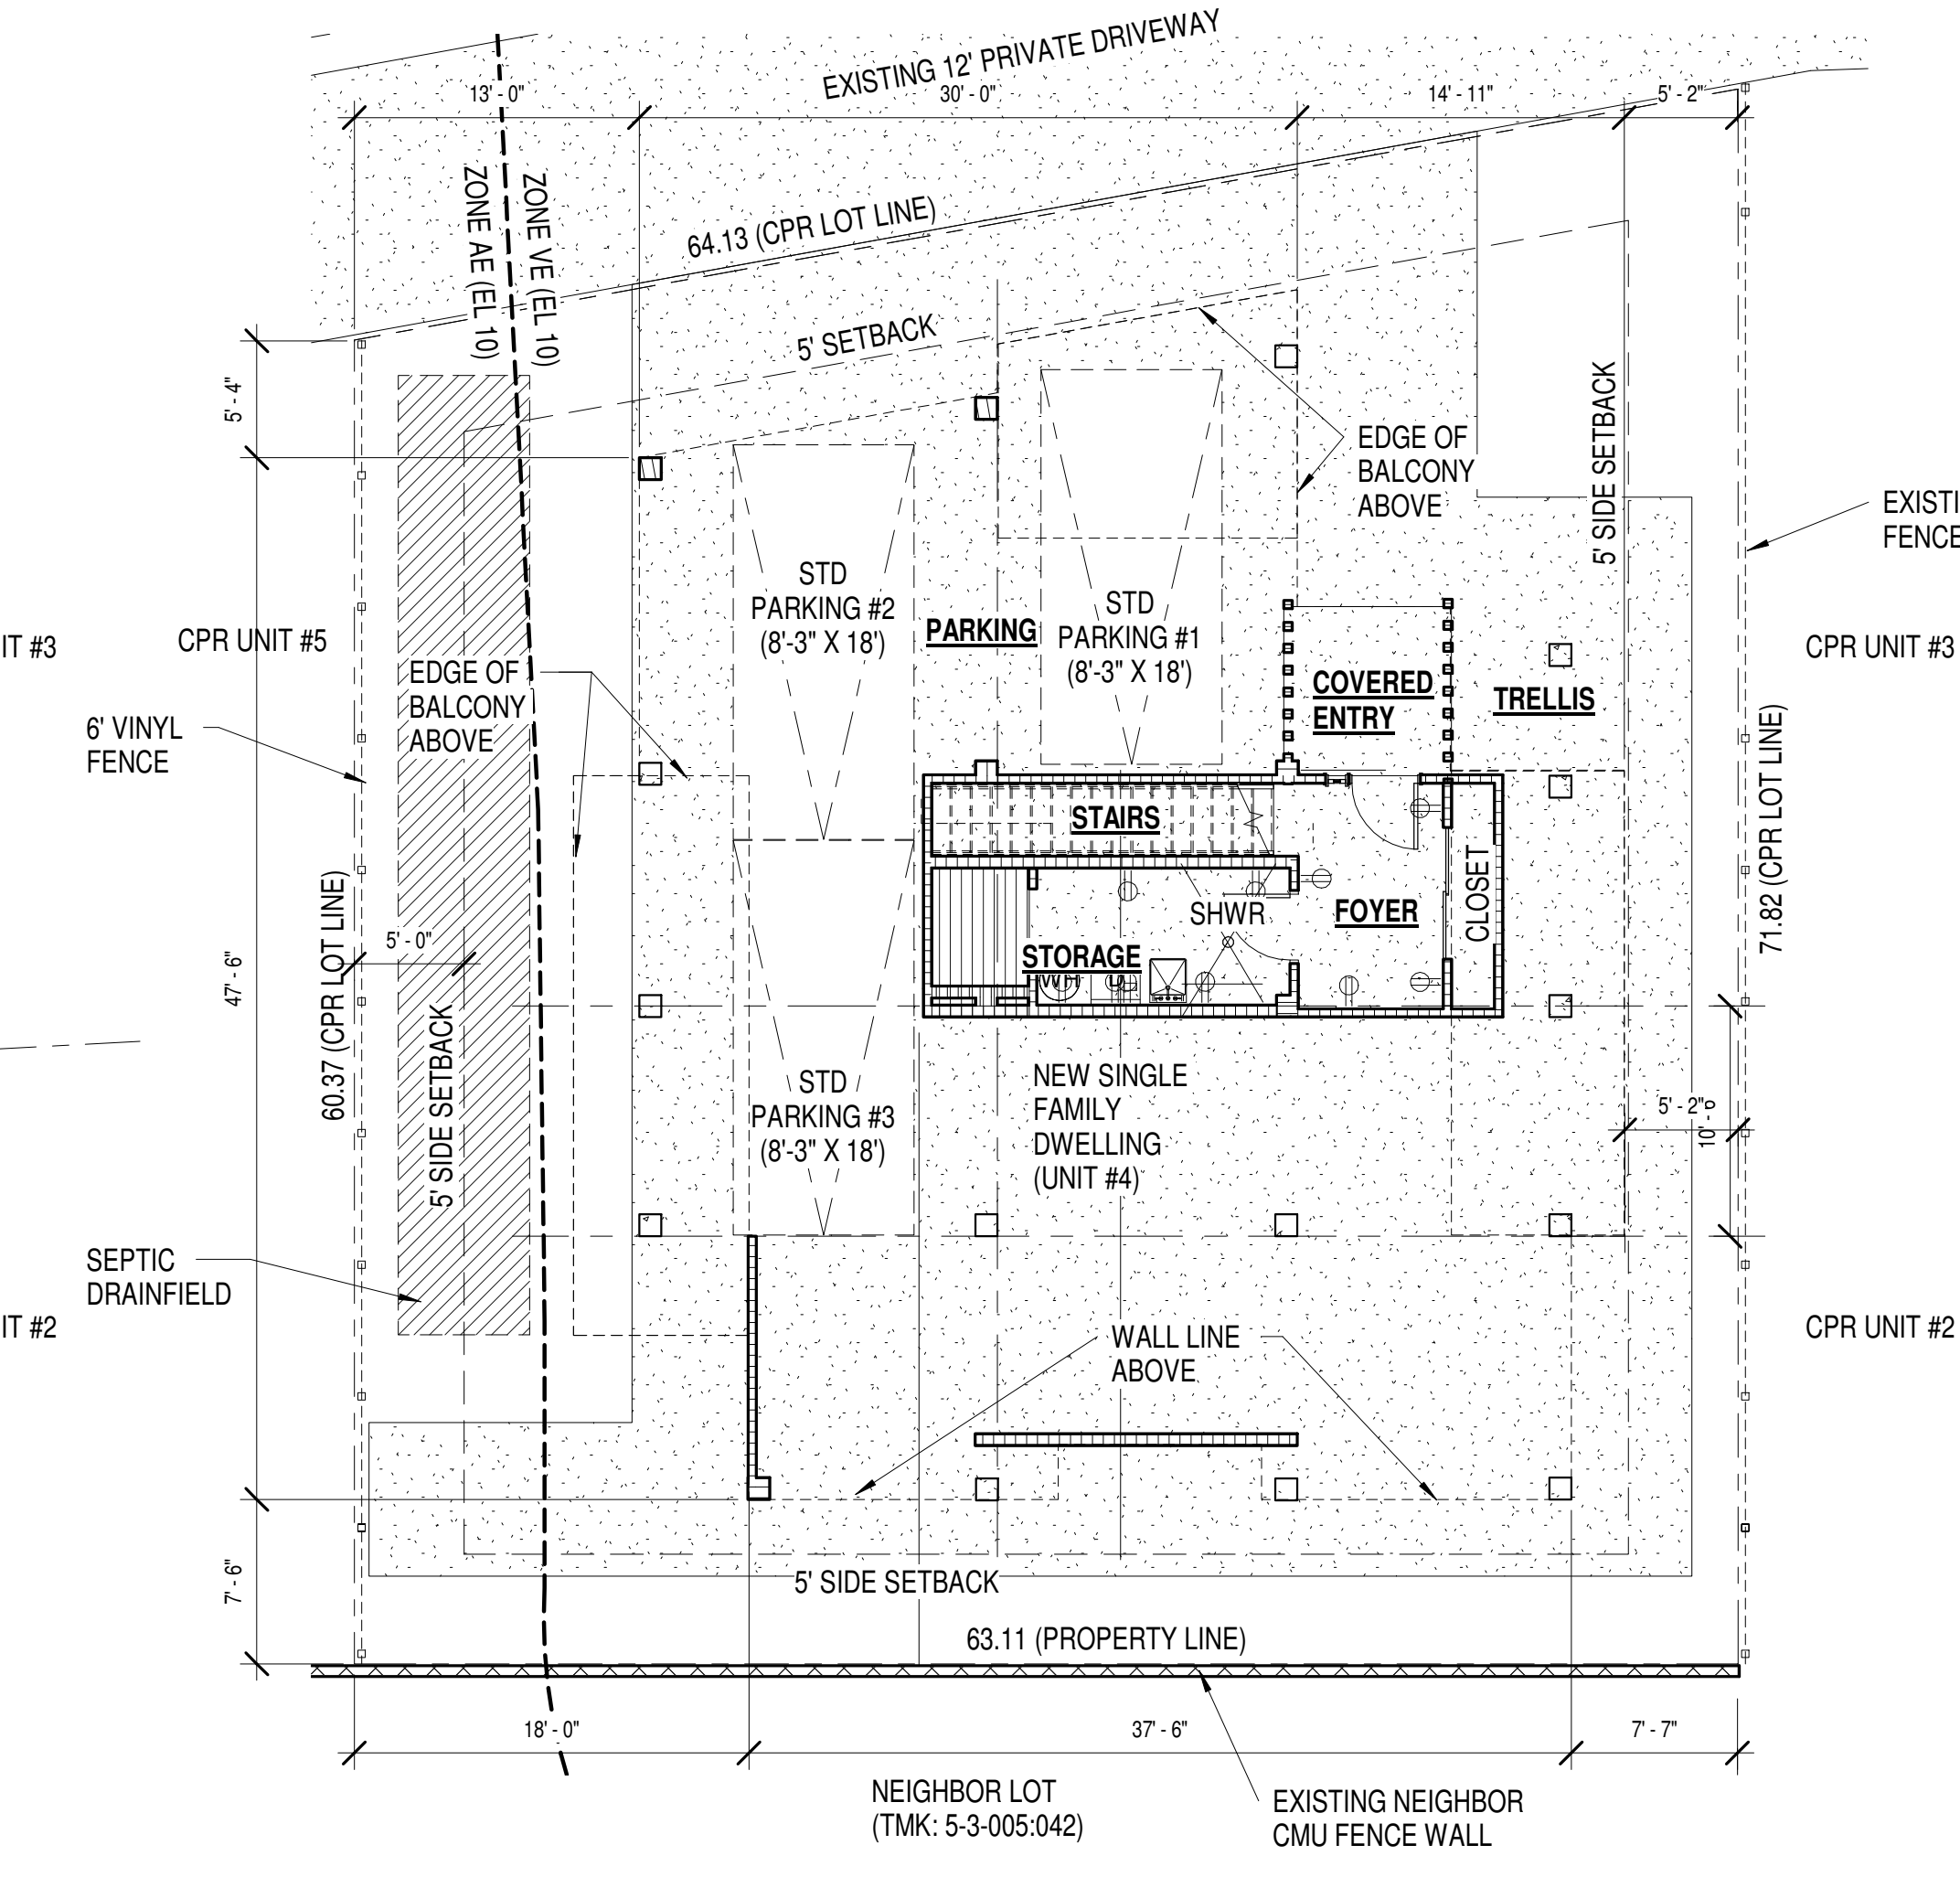 EXISTING 12' PRIVATE DRIVEWAY
13' - 0"
30' - 0"
14' - 11"
5' - 2"
ZONE AE (EL 10)
ZONE VE (EL 10)
64.13 (CPR LOT LINE)
5' SETBACK
5' - 4"
EDGE OF
BALCONY
ABOVE
5' SIDE SETBACK
EXISTI
FENCE
STD
PARKING #2
(8'-3" X 18')
PARKING
STD
PARKING #1
(8'-3" X 18')
IT #3
CPR UNIT #5
CPR UNIT #3
EDGE OF
BALCONY
ABOVE
COVERED
ENTRY
TRELLIS
6' VINYL
FENCE
71.82 (CPR LOT LINE)
STAIRS
CLOSET
SHWR
FOYER
STORAGE
WH
D
5' - 0"
47' - 6"
60.37 (CPR LOT LINE)
5' SIDE SETBACK
STD
PARKING #3
(8'-3" X 18')
NEW SINGLE
FAMILY
DWELLING
(UNIT #4)
5' - 2"
10' - 6
SEPTIC
DRAINFIELD
IT #2
CPR UNIT #2
WALL LINE
ABOVE
7' - 6"
5' SIDE SETBACK
63.11 (PROPERTY LINE)
18' - 0"
37' - 6"
7' - 7"
NEIGHBOR LOT
(TMK: 5-3-005:042)
EXISTING NEIGHBOR
CMU FENCE WALL